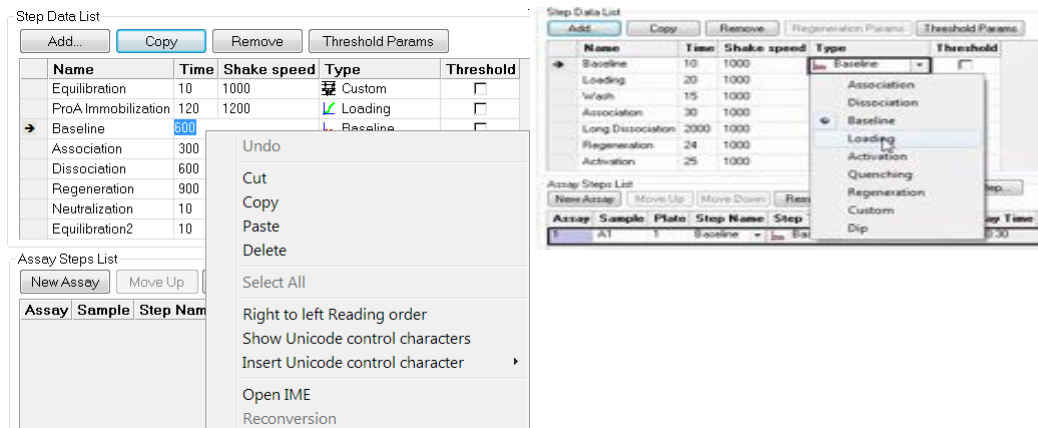 Step Data List
Add... Copy Remove Threshold Params
Name Time Shake speed Type Threshold
Equilibration 10 1000 Custom
ProA Immobilization 120 1200 Loading
Baseline 600 Baseline
Association 300
Dissociation 600
Regeneration 900
Neutralization 10
Equilibration2 10
Undo
Cut
Copy
Paste
Delete
Select All
Right to left Reading order
Show Unicode control characters
Insert Unicode control character
Open IME
Reconversion
Assay Steps List
New Assay Move Up
Assay Sample Step Nam
Step Data List
Add... Copy Remove Regeneration Params Threshold Params
Name Time Shake speed Type Threshold
Baseline 10 1000 Baseline
Loading 20 1000
Wash 15 1000
Association 30 1000
Long Dissociation 2000 1000
Regeneration 24 1000
Activation 25 1000
Association
Dissociation
Baseline
Loading
Activation
Quenching
Regeneration
Custom
Dip
Assay Steps List
New Assay Move Up Move Down Rem ep...
Assay Sample Plate Step Name Step T ay Time
1 A1 1 Baseline Bas 0:30